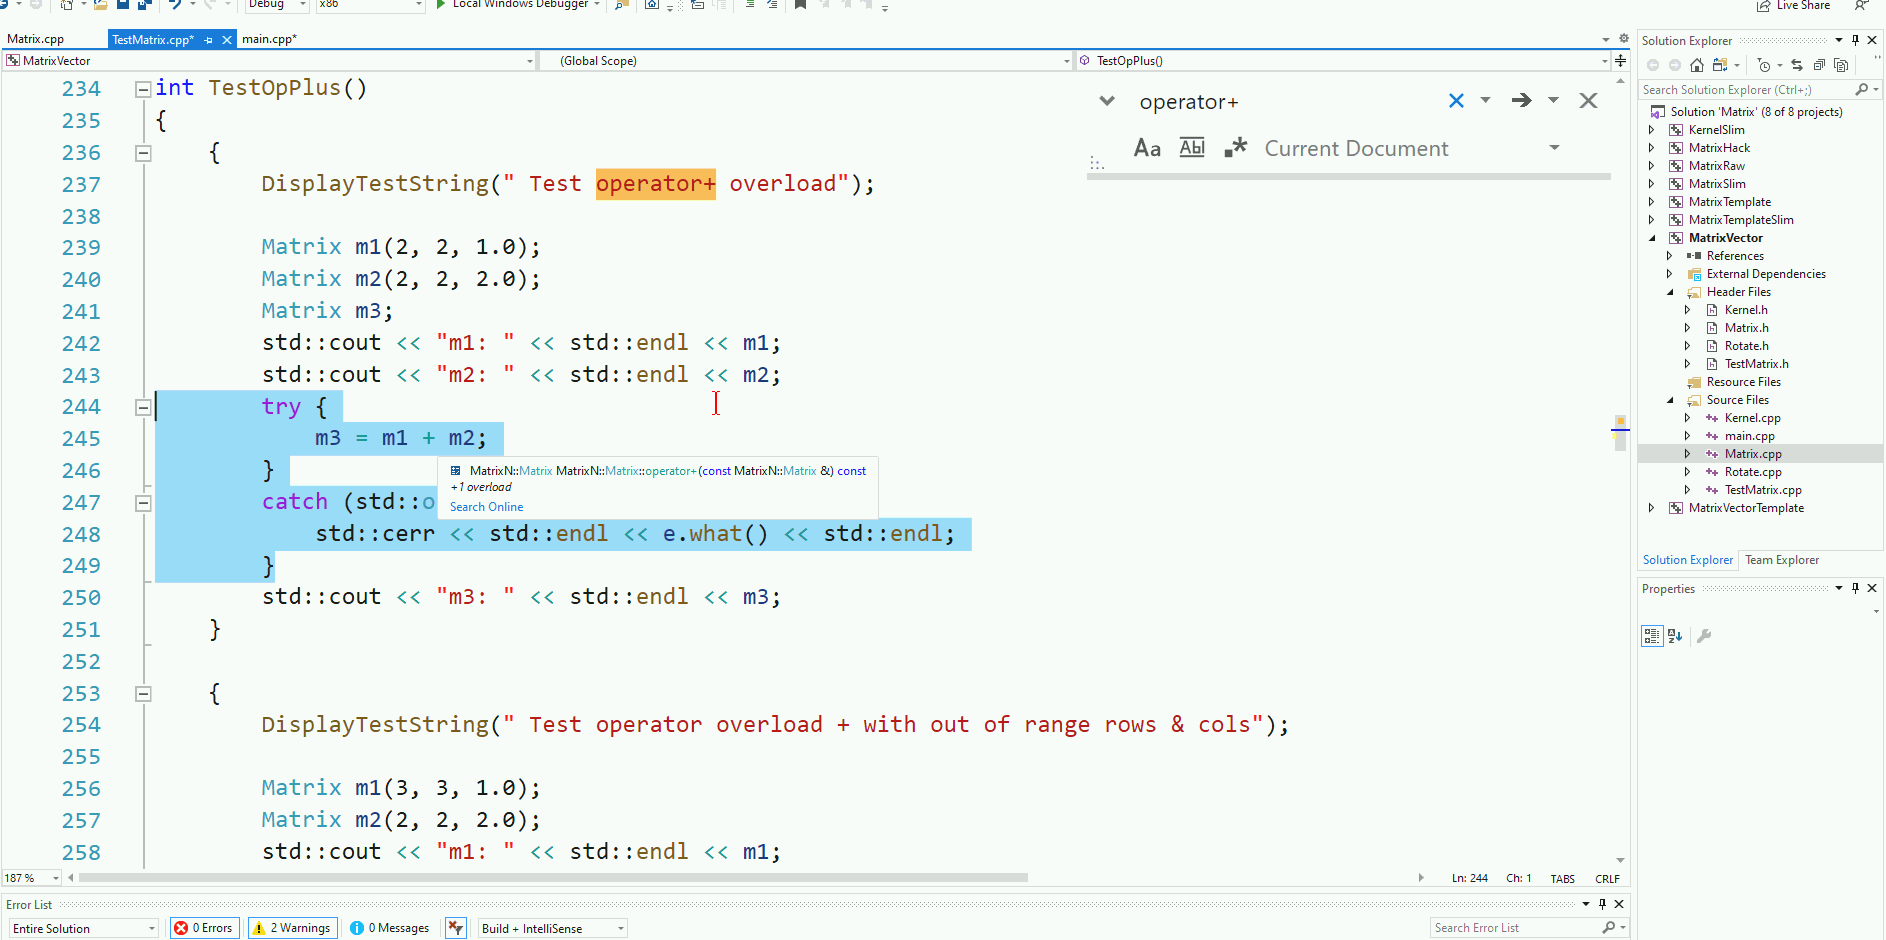 Debug
x86
Local Windows Debugger
Live Share
Matrix.cpp
TestMatrix.cpp*
main.cpp*
MatrixVector
(Global Scope)
TestOpPlus()
234 int TestOpPlus()
235 {
236 {
237 DisplayTestString(" Test operator+ overload");
238
239 Matrix m1(2, 2, 1.0);
240 Matrix m2(2, 2, 2.0);
241 Matrix m3;
242 std::cout << "m1: " << std::endl << m1;
243 std::cout << "m2: " << std::endl << m2;
244 try {
245 m3 = m1 + m2;
246 }
247 catch (std::o
248 std::cerr << std::endl << e.what() << std::endl;
249 }
250 std::cout << "m3: " << std::endl << m3;
251 }
252
253 {
254 DisplayTestString(" Test operator overload + with out of range rows & cols");
255
256 Matrix m1(3, 3, 1.0);
257 Matrix m2(2, 2, 2.0);
258 std::cout << "m1: " << std::endl << m1;
MatrixN::Matrix MatrixN::Matrix::operator+(const MatrixN::Matrix &) const
+1 overload
Search Online
operator+
Aa Abl .* Current Document
187 %
Ln: 244 Ch: 1 TABS CRLF
Error List
Entire Solution
0 Errors
2 Warnings
0 Messages
Build + IntelliSense
Search Error List
Solution Explorer
Search Solution Explorer (Ctrl+;)
Solution 'Matrix' (8 of 8 projects)
KernelSlim
MatrixHack
MatrixRaw
MatrixSlim
MatrixTemplate
MatrixTemplateSlim
MatrixVector
References
External Dependencies
Header Files
Kernel.h
Matrix.h
Rotate.h
TestMatrix.h
Resource Files
Source Files
Kernel.cpp
main.cpp
Matrix.cpp
Rotate.cpp
TestMatrix.cpp
MatrixVectorTemplate
Solution Explorer
Team Explorer
Properties